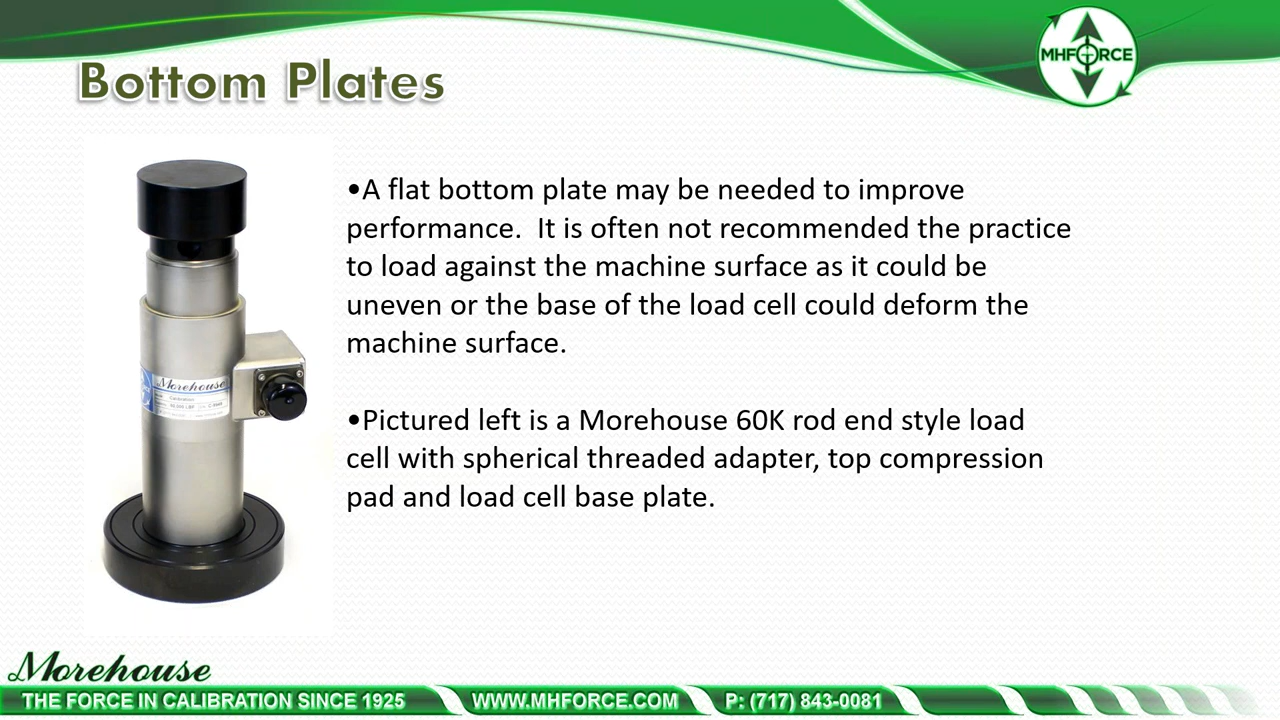 MHFORCE
Bottom Plates
•A flat bottom plate may be needed to improve
performance.  It is often not recommended the practice
to load against the machine surface as it could be
uneven or the base of the load cell could deform the
machine surface.
•Pictured left is a Morehouse 60K rod end style load
cell with spherical threaded adapter, top compression
pad and load cell base plate.
Morehouse
Calibration
Morehouse
THE FORCE IN CALIBRATION SINCE 1925
WWW.MHFORCE.COM
P: (717) 843-0081